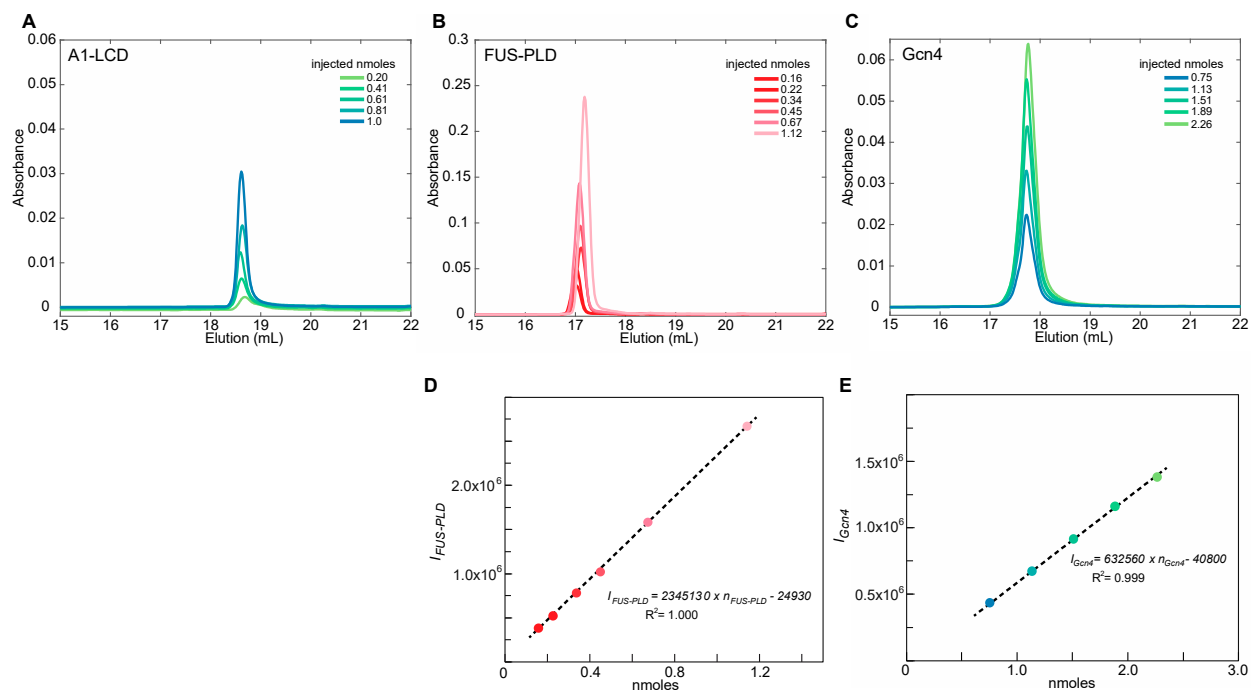 A
A1-LCD
injected nmoles
0.20
0.41
0.61
0.81
1.0
Absorbance
0.06
0.05
0.04
0.03
0.02
0.01
0
15 16 17 18 19 20 21 22
Elution (mL)
B
FUS-PLD
injected nmoles
0.16
0.22
0.34
0.45
0.67
1.12
Absorbance
0.3
0.25
0.2
0.15
0.1
0.05
0
15 16 17 18 19 20 21 22
Elution (mL)
C
Gcn4
injected nmoles
0.75
1.13
1.51
1.89
2.26
Absorbance
0.06
0.05
0.04
0.03
0.02
0.01
0
15 16 17 18 19 20 21 22
Elution (mL)
D
I_FUS-PLD
2.0x10⁶
1.0x10⁶
I_FUS-PLD = 2345130 x n_FUS-PLD - 24930
R²= 1.000
0 0.4 0.8 1.2
nmoles
E
I_Gcn4
1.5x10⁶
1.0x10⁶
0.5x10⁶
I_Gcn4= 632560 x n_Gcn4- 40800
R²= 0.999
0 1.0 2.0 3.0
nmoles